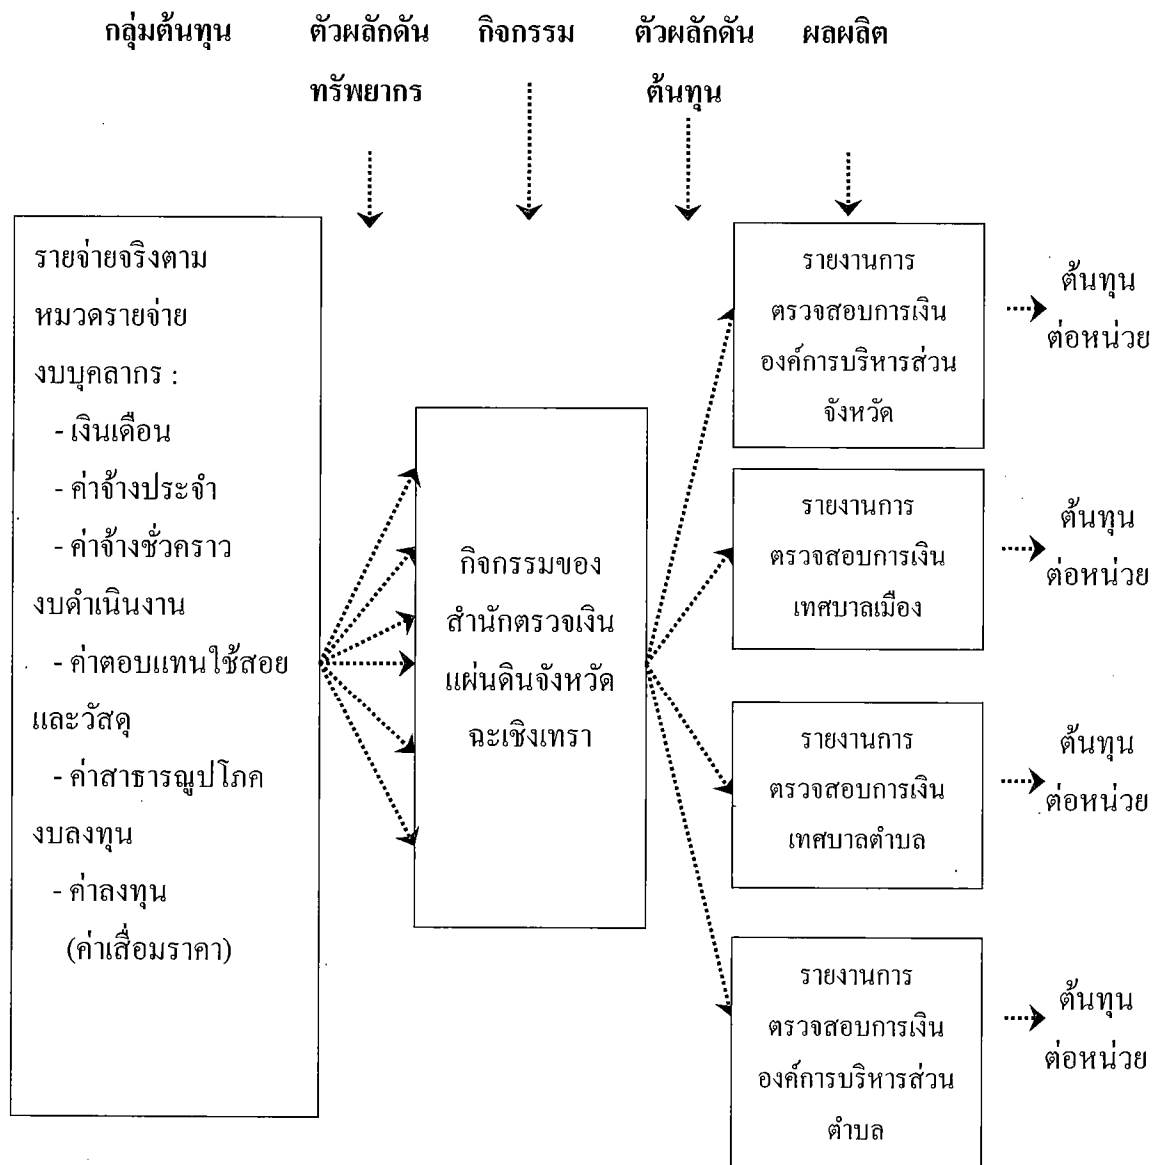 กลุ่มต้นทุน ตัวผลักดัน กิจกรรม ตัวผลักดัน ผลผลิต
ทรัพยากร ต้นทุน
รายจ่ายจริงตาม
หมวดรายจ่าย
งบบุคลากร :
- เงินเดือน
- ค่าจ้างประจำ
- ค่าจ้างชั่วคราว
งบดำเนินงาน
- ค่าตอบแทนใช้สอย
และวัสดุ
- ค่าสาธารณูปโภค
งบลงทุน
- ค่าลงทุน
(ค่าเสื่อมราคา)
กิจกรรมของ
สำนักตรวจเงิน
แผ่นดินจังหวัด
ฉะเชิงเทรา
รายงานการ
ตรวจสอบการเงิน
องค์การบริหารส่วน
จังหวัด
ต้นทุน
ต่อหน่วย
รายงานการ
ตรวจสอบการเงิน
เทศบาลเมือง
ต้นทุน
ต่อหน่วย
รายงานการ
ตรวจสอบการเงิน
เทศบาลตำบล
ต้นทุน
ต่อหน่วย
รายงานการ
ตรวจสอบการเงิน
องค์การบริหารส่วน
ตำบล
ต้นทุน
ต่อหน่วย